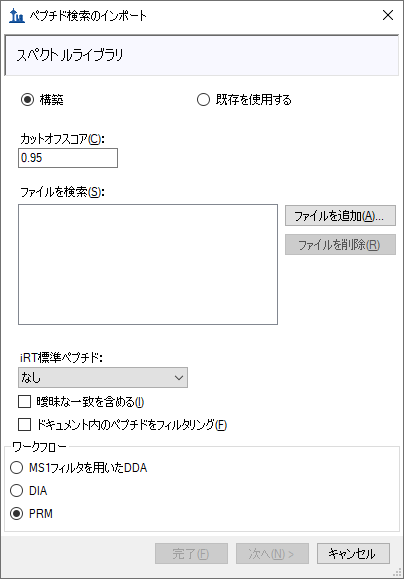 ペプチド検索のインポート
スペクトルライブラリ
構築
既存を使用する
カットオフスコア(C):
0.95
ファイルを検索(S):
ファイルを追加(A)...
ファイルを削除(R)
iRT標準ペプチド:
なし
曖昧な一致を含める(I)
ドキュメント内のペプチドをフィルタリング(F)
ワークフロー
MS1フィルタを用いたDDA
DIA
PRM
完了(F)
次へ(N) >
キャンセル